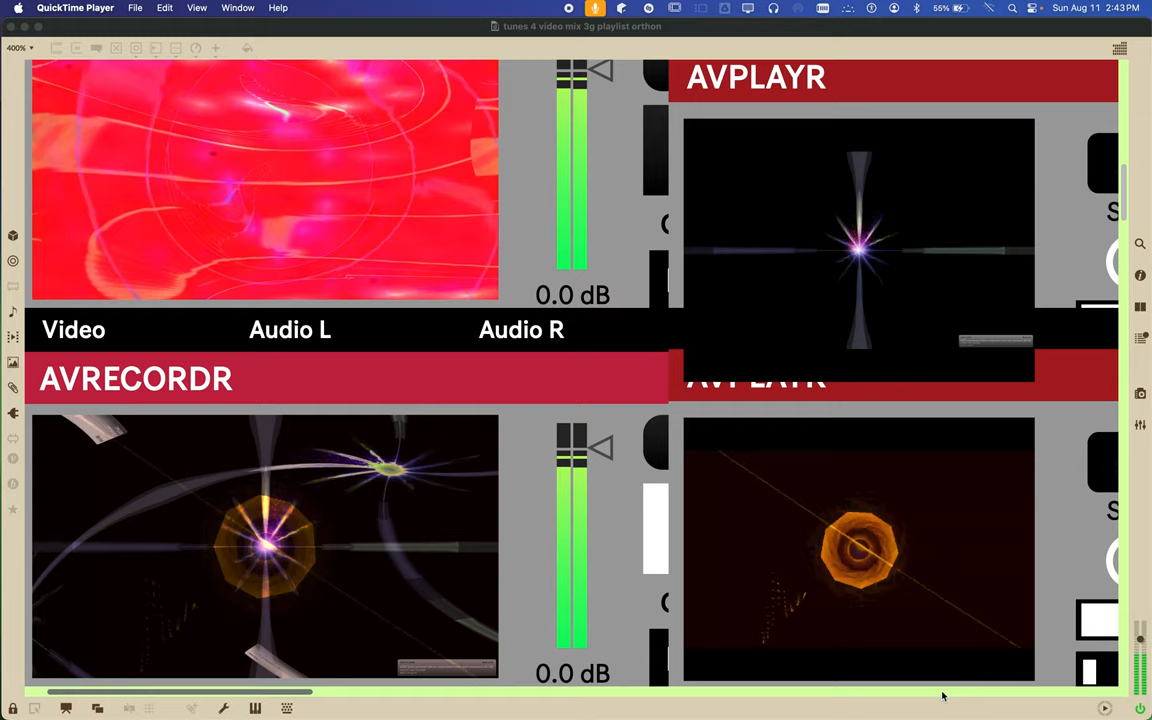 QuickTime Player File Edit View Window Help
55% Sun Aug 11 2:43 PM
tunes 4 video mix 3g playlist orthon
400%
AVPLAYR
0.0 dB
Video Audio L Audio R
AVRECORDR
AVPLAYR
0.0 dB